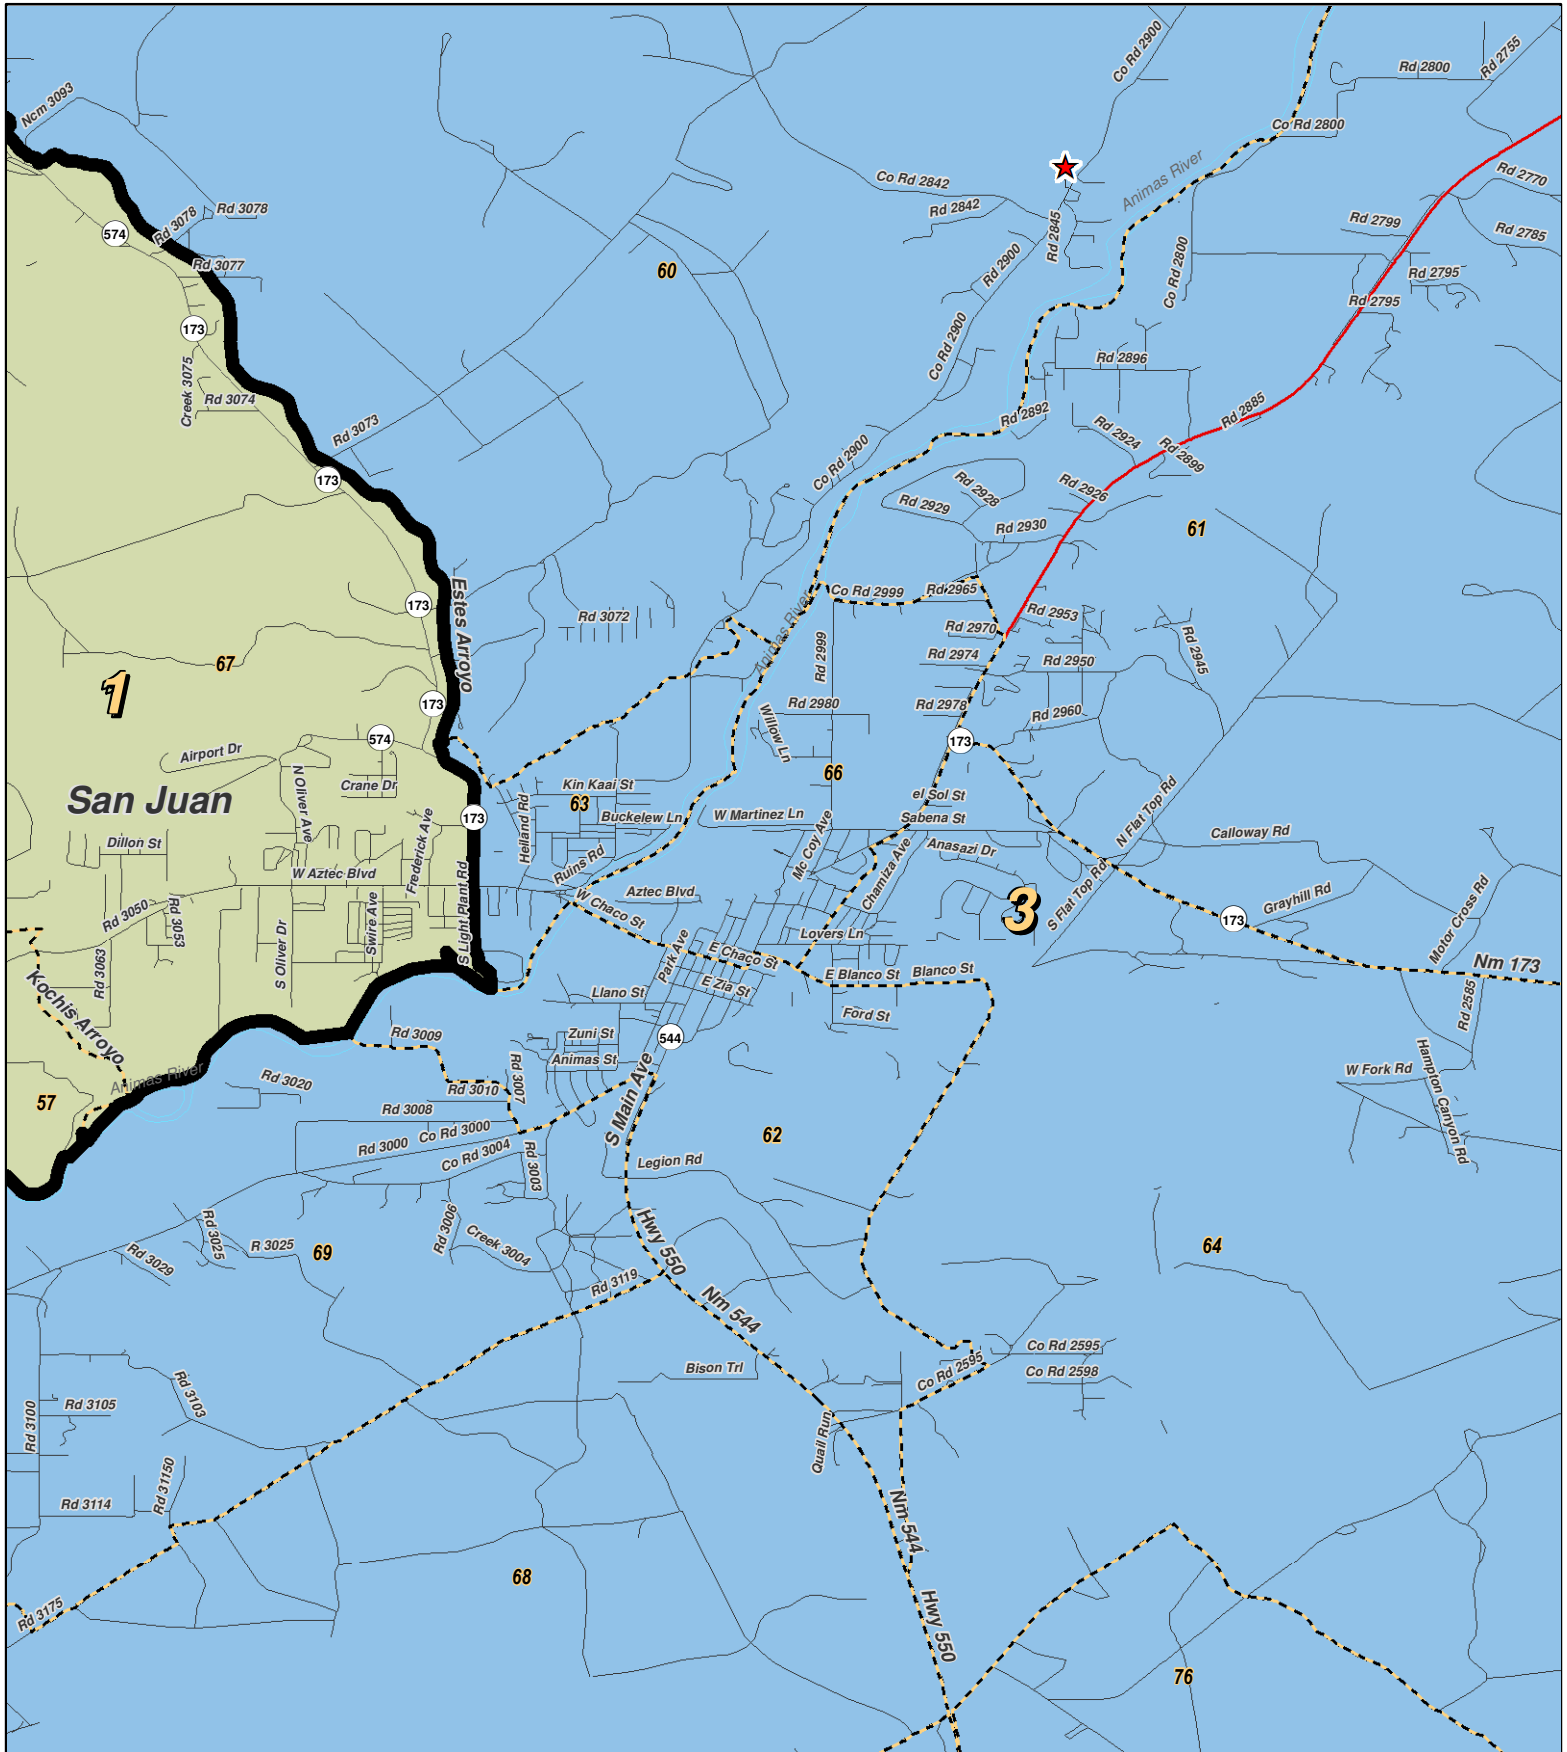 Ncm 3093
Co Rd 2900
Rd 2800
Rd 2755
Co Rd 2800
Animas River
Co Rd 2842
Rd 2842
Rd 2845
Rd 2900
Rd 2770
Rd 2799
Rd 2785
Co Rd 2800
Rd 2795
Rd 2795
574
Rd 3078
Rd 3078
Rd 3077
60
173
Creek 3075
Rd 3074
Rd 3073
173
Co Rd 2900
Rd 2896
Rd 2892
Rd 2885
Rd 2924
Rd 2899
Co Rd 2900
Rd 2926
Rd 2928
Rd 2929
Rd 2930
61
173
Estes Arroyo
Rd 3072
Animas River
Co Rd 2999
Rd 2965
Rd 2953
Rd 2970
Rd 2999
Rd 2974
Rd 2950
Rd 2945
67
1
173
Rd 2980
Rd 2978
Rd 2960
Willow Ln
574
Airport Dr
173
N Oliver Ave
Crane Dr
San Juan
Kin Kaai St
63
66
Heiland Rd
Buckelew Ln
W Martinez Ln
el Sol St
Sabena St
N Flat Top Rd
Calloway Rd
173
Frederick Ave
Dillon St
W Aztec Blvd
Ruins Rd
Mc Coy Ave
Anasazi Dr
Chamiza Ave
Aztec Blvd
W Chaco St
3
S Flat Top Rd
Grayhill Rd
173
Motor Cross Rd
Rd 3050
Rd 3053
Swire Ave
S Light Plant Rd
S Oliver Dr
Rd 3063
Lovers Ln
Park Ave
E Chaco St
E Blanco St
Blanco St
Nm 173
Kochis Arroyo
E Zia St
Llano St
Ford St
Rd 2585
Rd 3009
Zuni St
544
Animas St
Animas River
Rd 3020
Rd 3010
Rd 3007
W Fork Rd
Hampton Canyon Rd
57
Rd 3008
Co Rd 3000
Rd 3000
Co Rd 3004
Rd 3003
S Main Ave
62
Legion Rd
Rd 3025
R 3025
69
Rd 3029
Rd 3006
Creek 3004
Hwy 550
64
Rd 3119
Nm 544
Co Rd 2595
Co Rd 2595
Co Rd 2598
Bison Trl
Rd 3103
Rd 3105
Rd 3100
Quail Run
Rd 31150
Rd 3114
Nm 544
68
Hwy 550
Rd 3175
76